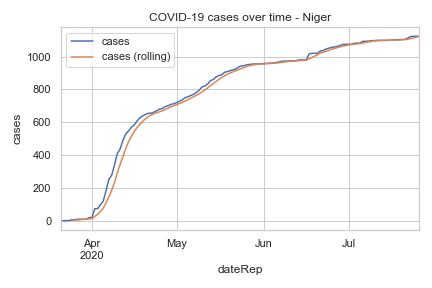 COVID-19 cases over time - Niger
cases
cases (rolling)
1000
800
600
400
200
0
cases
Apr
2020
May
Jun
Jul
dateRep